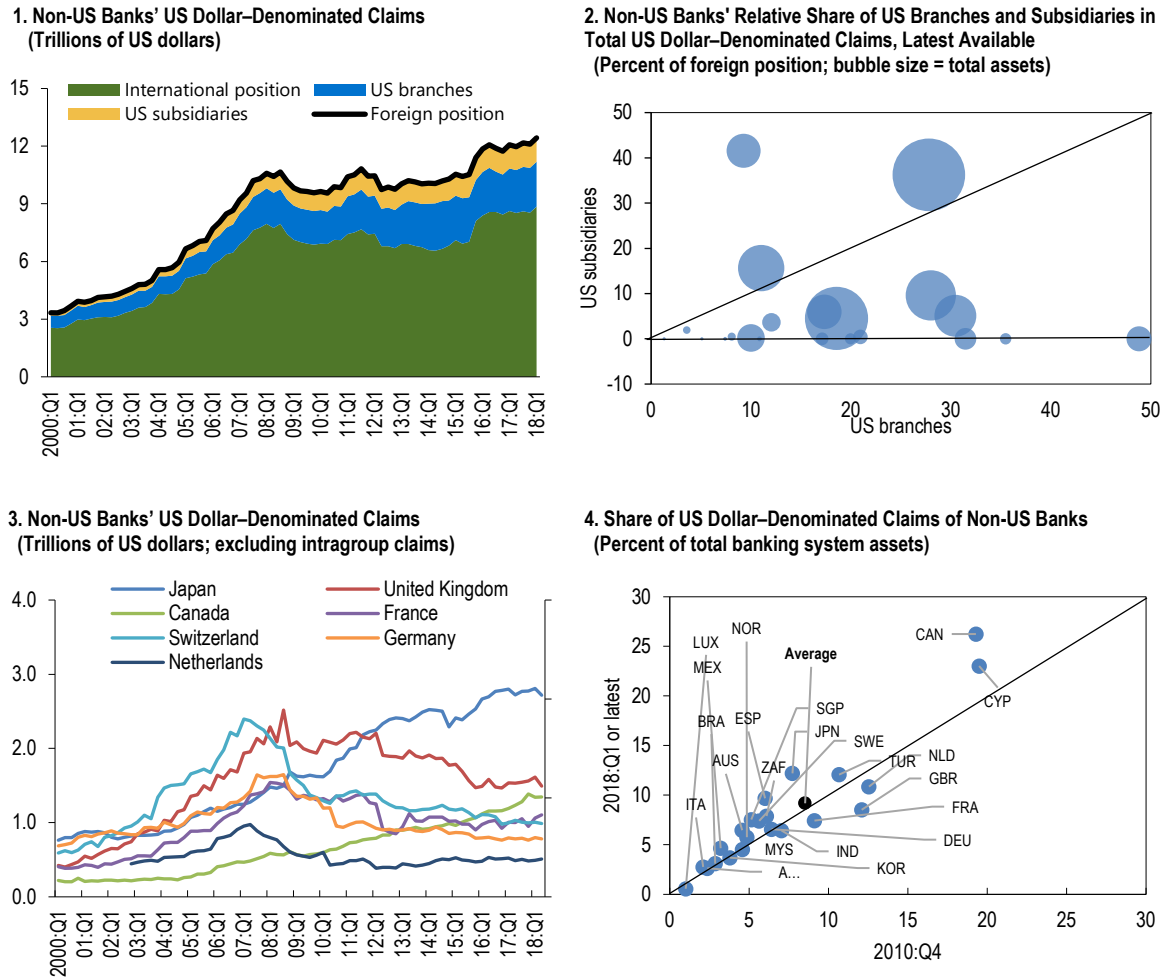 1. Non-US Banks’ US Dollar–Denominated Claims
(Trillions of US dollars)
15
12
9
6
3
0
International position
US branches
US subsidiaries
Foreign position
2000:Q1
01:Q1
02:Q1
03:Q1
04:Q1
05:Q1
06:Q1
07:Q1
08:Q1
09:Q1
10:Q1
11:Q1
12:Q1
13:Q1
14:Q1
15:Q1
16:Q1
17:Q1
18:Q1
2. Non-US Banks' Relative Share of US Branches and Subsidiaries in
Total US Dollar–Denominated Claims, Latest Available
(Percent of foreign position; bubble size = total assets)
US subsidiaries
50
40
30
20
10
0
-10
0
10
20
30
40
50
US branches
3. Non-US Banks’ US Dollar–Denominated Claims
(Trillions of US dollars; excluding intragroup claims)
4.0
3.0
2.0
1.0
0.0
Japan
United Kingdom
Canada
France
Switzerland
Germany
Netherlands
2000:Q1
01:Q1
02:Q1
03:Q1
04:Q1
05:Q1
06:Q1
07:Q1
08:Q1
09:Q1
10:Q1
11:Q1
12:Q1
13:Q1
14:Q1
15:Q1
16:Q1
17:Q1
18:Q1
4. Share of US Dollar–Denominated Claims of Non-US Banks
(Percent of total banking system assets)
2018:Q1 or latest
30
25
20
15
10
5
0
NOR
CAN
LUX
Average
MEX
CYP
SGP
BRA
ESP
JPN
SWE
AUS
ZAF
TUR
NLD
GBR
ITA
FRA
DEU
MYS
IND
KOR
A...
0
5
10
15
20
25
30
2010:Q4